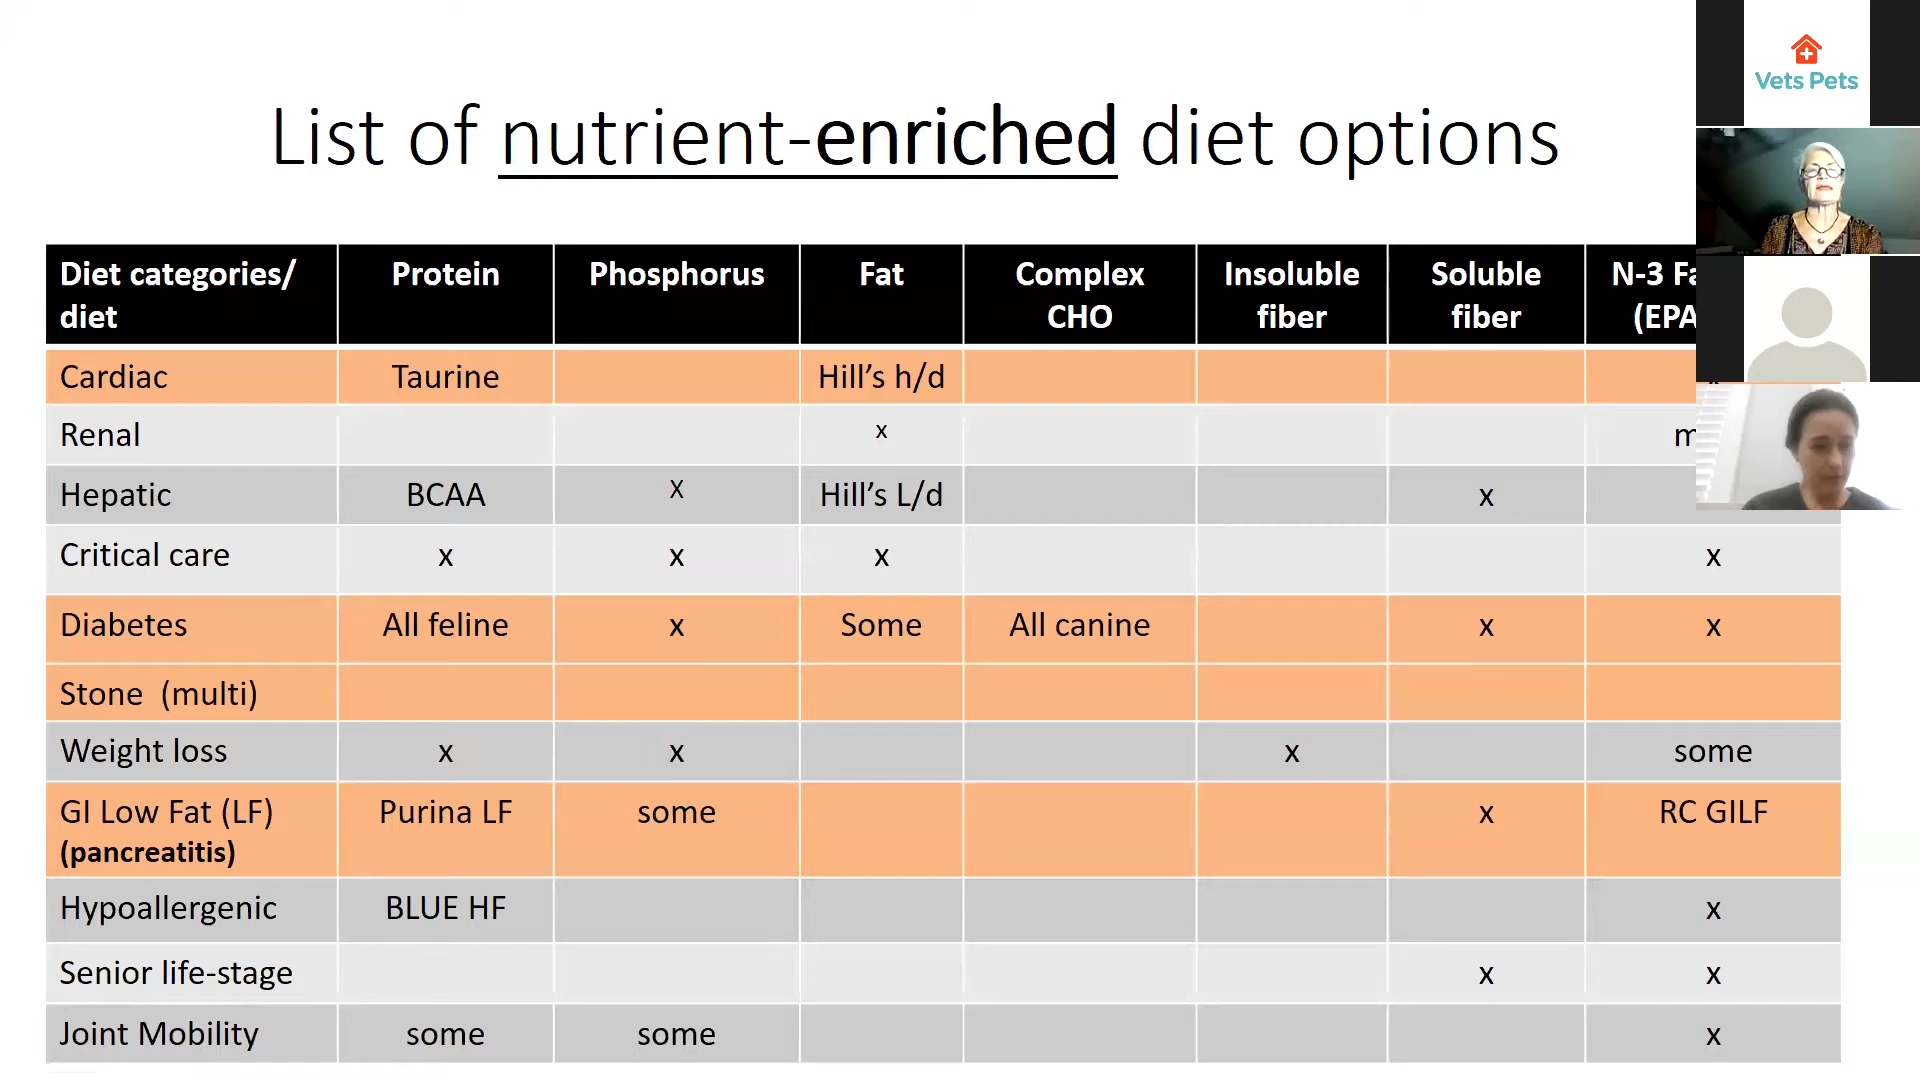 Vets Pets
List of nutrient-enriched diet options
Diet categories/ diet Protein Phosphorus Fat Complex CHO Insoluble fiber Soluble fiber N-3 (EPA
Cardiac Taurine Hill's h/d
Renal x
Hepatic BCAA x Hill's L/d x
Critical care x x x x
Diabetes All feline x Some All canine x x
Stone (multi)
Weight loss x x x some
GI Low Fat (LF) Purina LF some x RC GILF
(pancreatitis)
Hypoallergenic BLUE HF x
Senior life-stage x x
Joint Mobility some some x